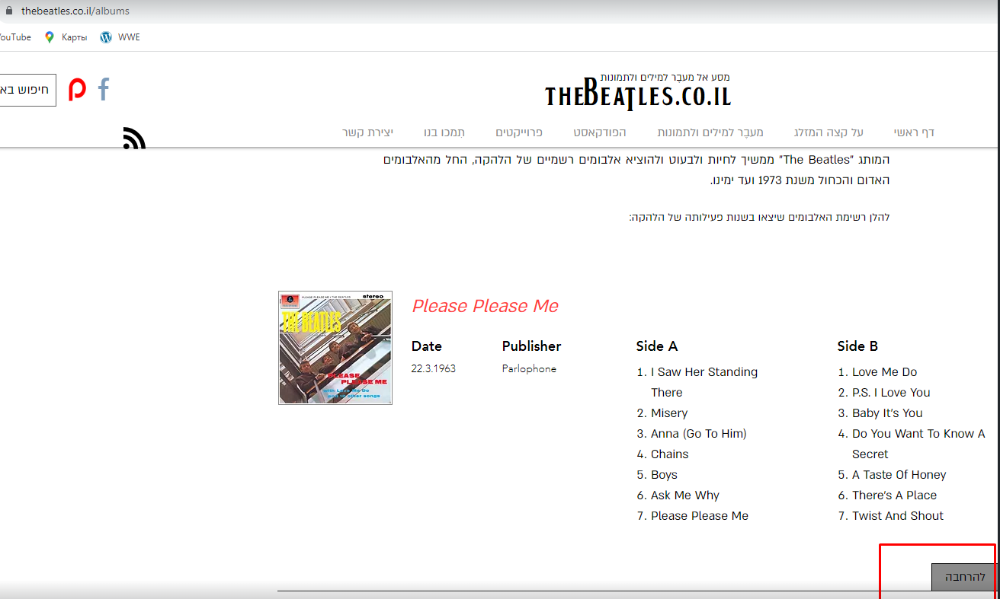 thebeatles.co.il/albums
ouTube Карты WWE
מסע אל מעבֶר למילים ולתמונות
THEBEATLES.CO.IL
חיפוש בא
דף ראשי על קצה המזלג מעבֶר למילים ולתמונות הפודקאסט פרוייקטים תמכו בנו יצירת קשר
המותג "The Beatles" ממשיך לחיות ולבעוט ולהוציא אלבומים רשמיים של הלהקה, החל מהאלבומים
האדום והכחול משנת 1973 ועד ימינו.
להלן רשימת האלבומים שיצאו בשנות פעילותה של הלהקה:
PLEASE PLEASE ME • THE BEATLES
stereo
THE BEATLES
PLEASE
PLEASE ME
with Love Me Do
and 12 other songs
Please Please Me
Date
22.3.1963
Publisher
Parlophone
Side A
1. I Saw Her Standing
There
2. Misery
3. Anna (Go To Him)
4. Chains
5. Boys
6. Ask Me Why
7. Please Please Me
Side B
1. Love Me Do
2. P.S. I Love You
3. Baby It's You
4. Do You Want To Know A
Secret
5. A Taste Of Honey
6. There's A Place
7. Twist And Shout
להרחבה